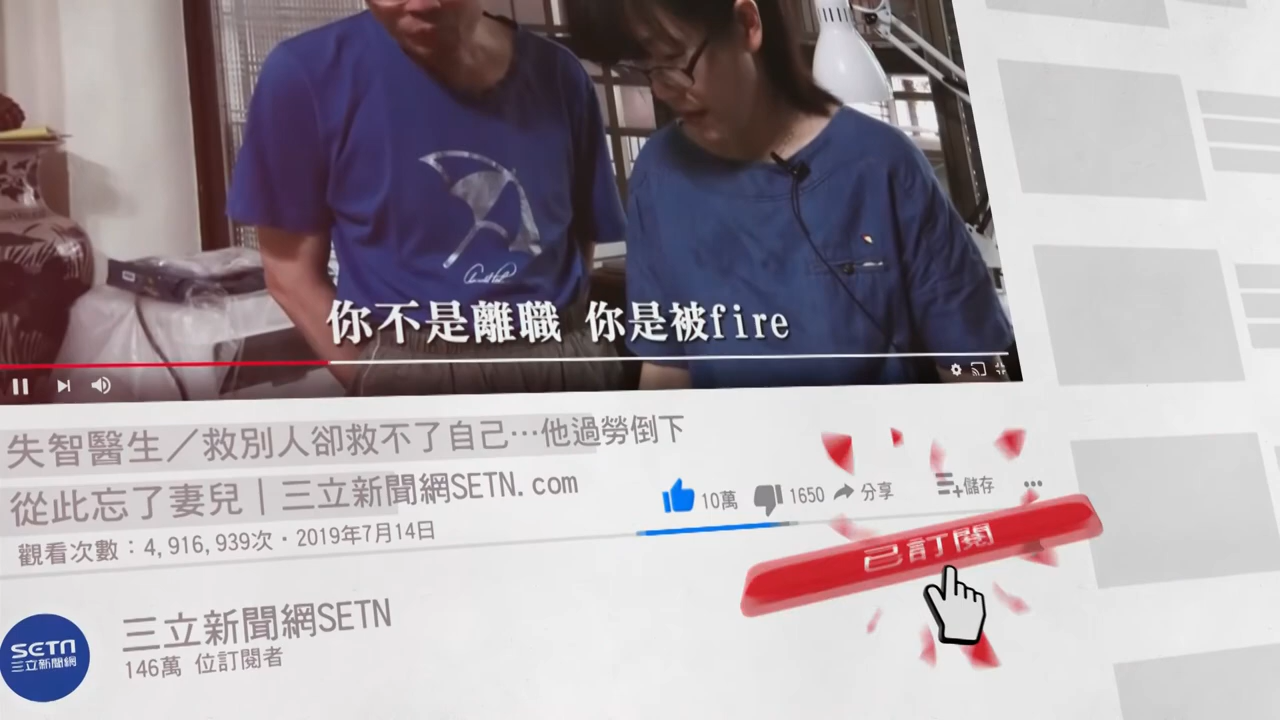 你不是離職 你是被fire
失智醫生／救別人卻救不了自己…他過勞倒下
從此忘了妻兒｜三立新聞網SETN.com
10萬 1650 分享 儲存
觀看次數：4,916,939次・2019年7月14日
已訂閱
SETN
三立新聞網
三立新聞網SETN
146萬 位訂閱者